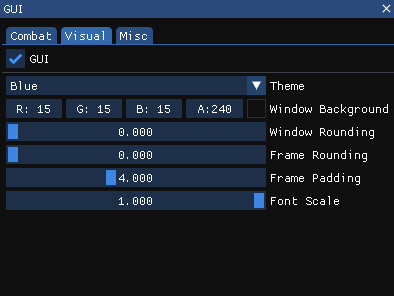 GUI
Combat Visual Misc
GUI
Blue Theme
R: 15 G: 15 B: 15 A:240 Window Background
0.000 Window Rounding
0.000 Frame Rounding
4.000 Frame Padding
1.000 Font Scale